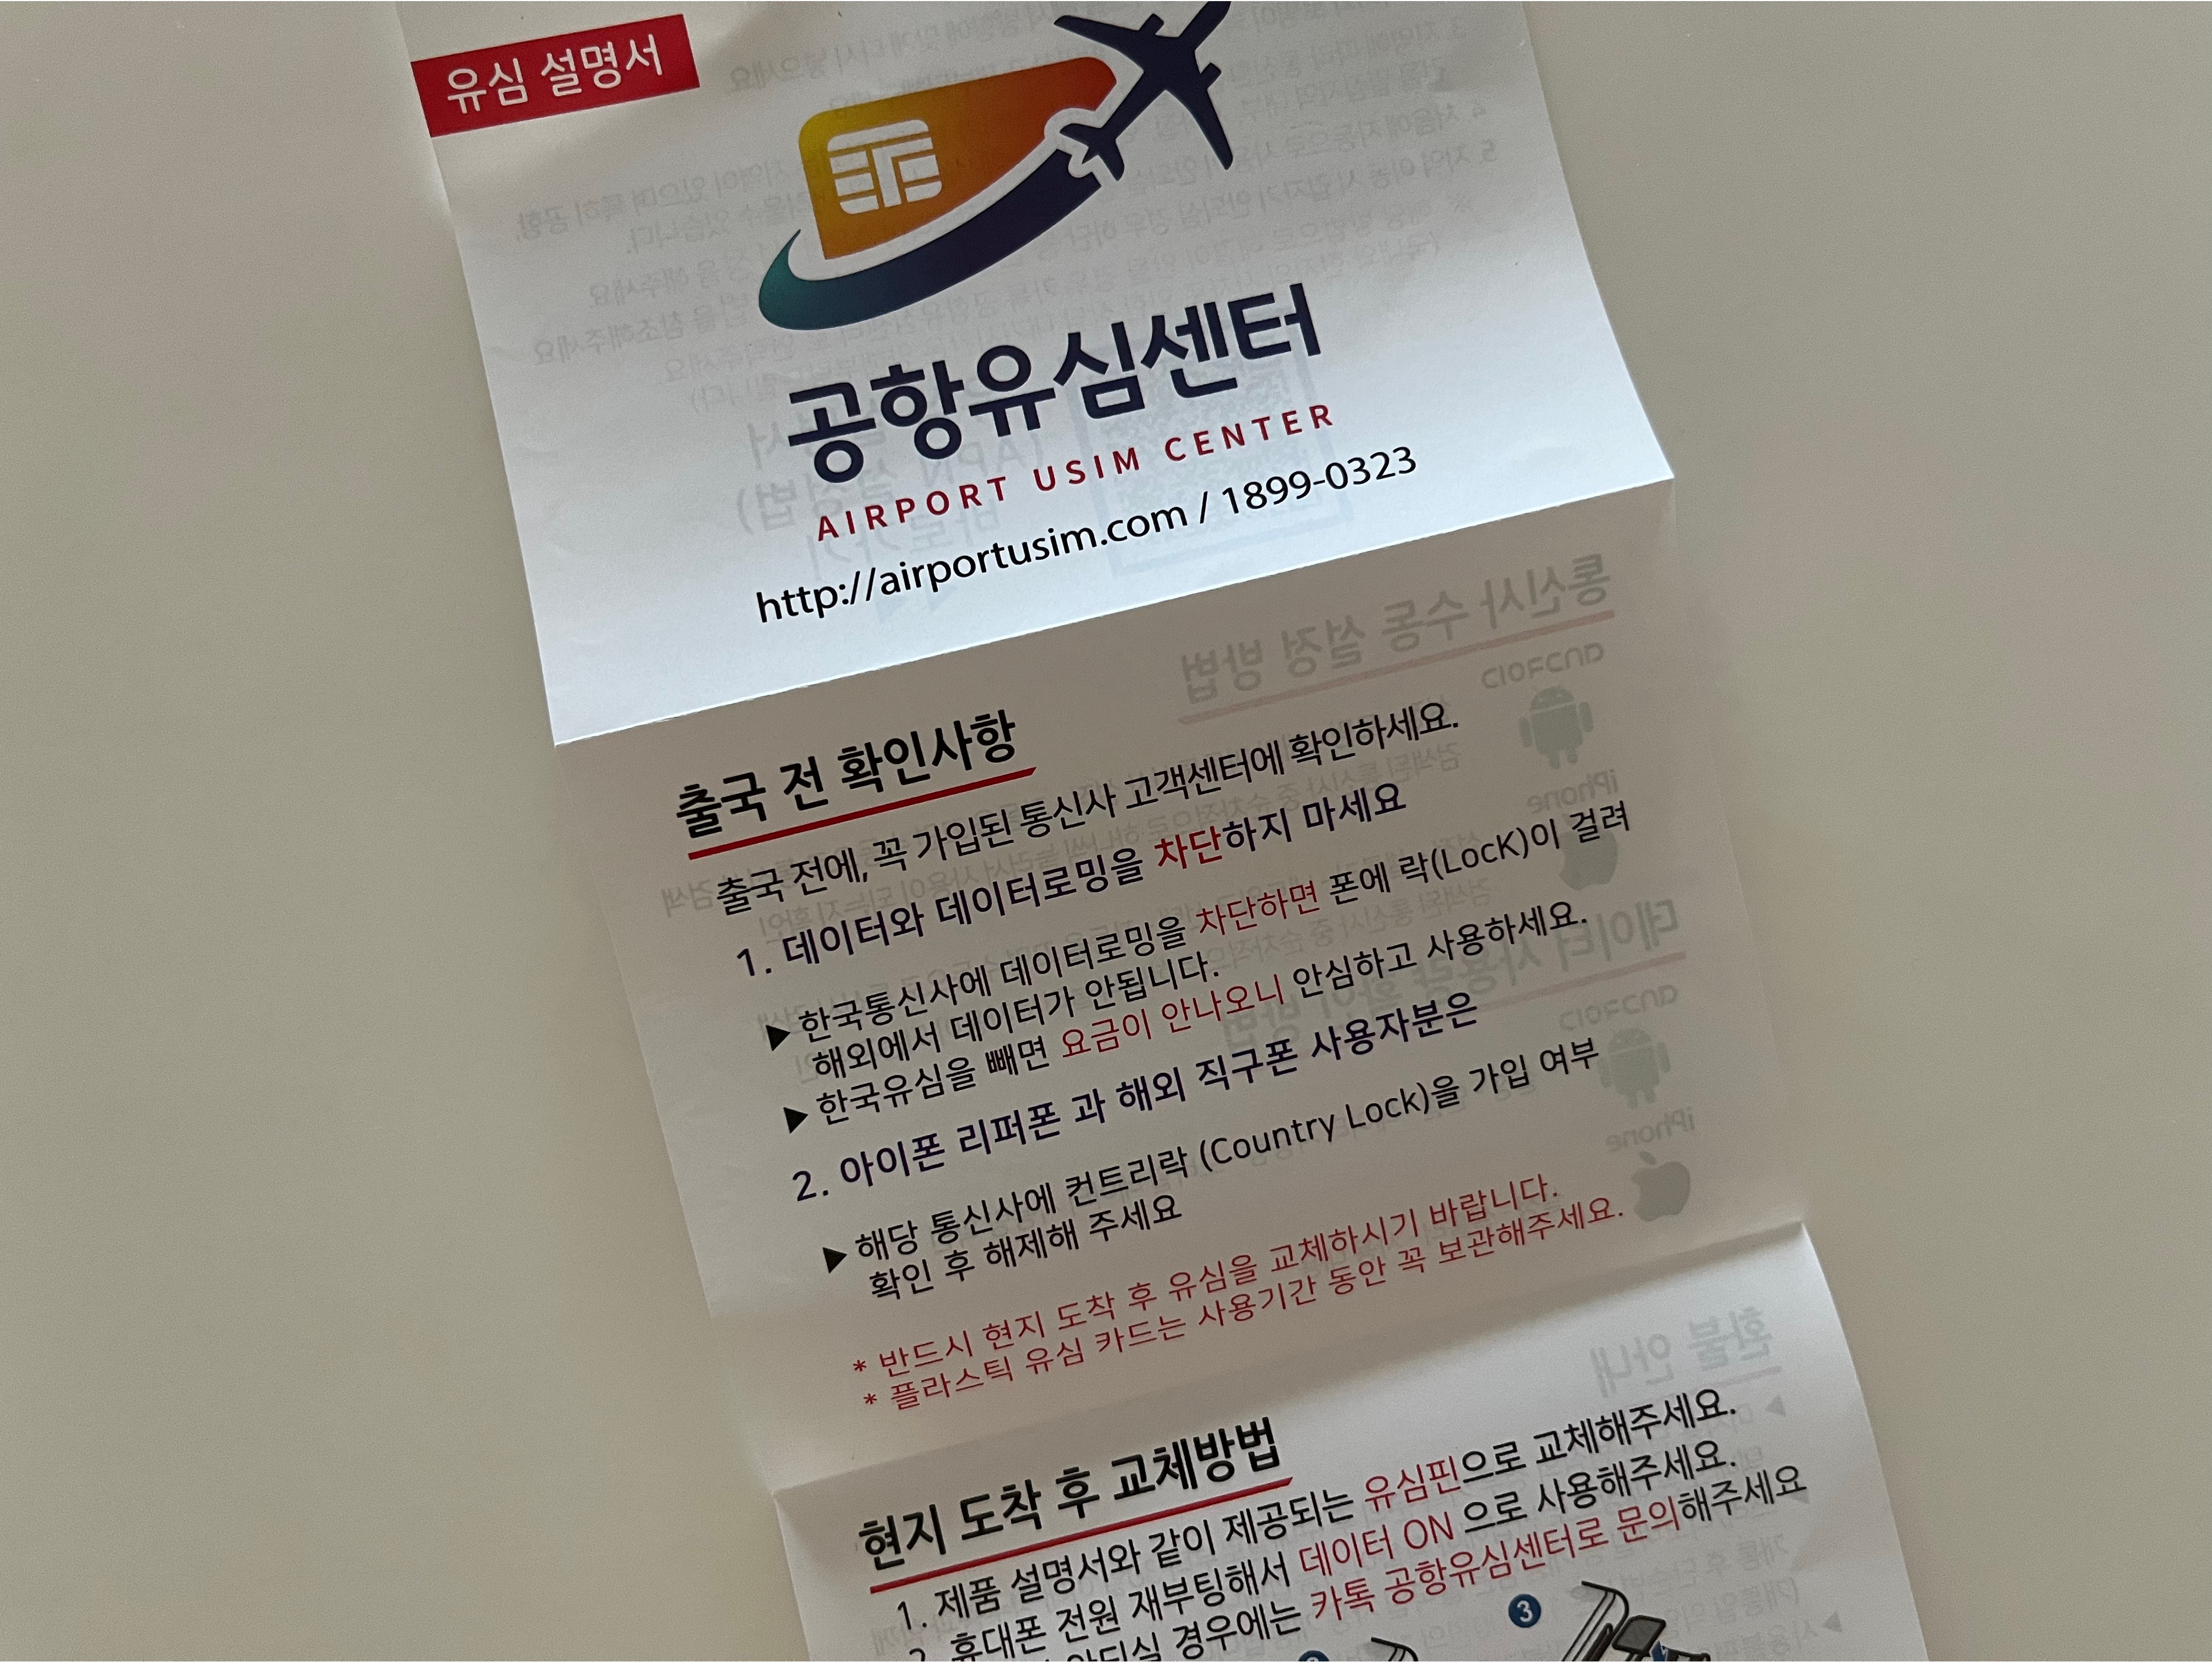 유심 설명서
공항유심센터
AIRPORT USIM CENTER
http://airportusim.com / 1899-0323
출국 전 확인사항
출국 전에, 꼭 가입된 통신사 고객센터에 확인하세요.
1. 데이터와 데이터로밍을 차단하지 마세요
▶ 한국통신사에 데이터로밍을 차단하면 폰에 락(LocK)이 걸려
해외에서 데이터가 안됩니다.
▶ 한국유심을 빼면 요금이 안나오니 안심하고 사용하세요.
2. 아이폰 리퍼폰 과 해외 직구폰 사용자분은
▶ 해당 통신사에 컨트리락 (Country Lock)을 가입 여부
확인 후 해제해 주세요
* 반드시 현지 도착 후 유심을 교체하시기 바랍니다.
* 플라스틱 유심 카드는 사용기간 동안 꼭 보관해주세요.
현지 도착 후 교체방법
1. 제품 설명서와 같이 제공되는 유심핀으로 교체해주세요.
2. 휴대폰 전원 재부팅해서 데이터 ON 으로 사용해주세요.
경우에는 카톡 공항유심센터로 문의해주세요
3